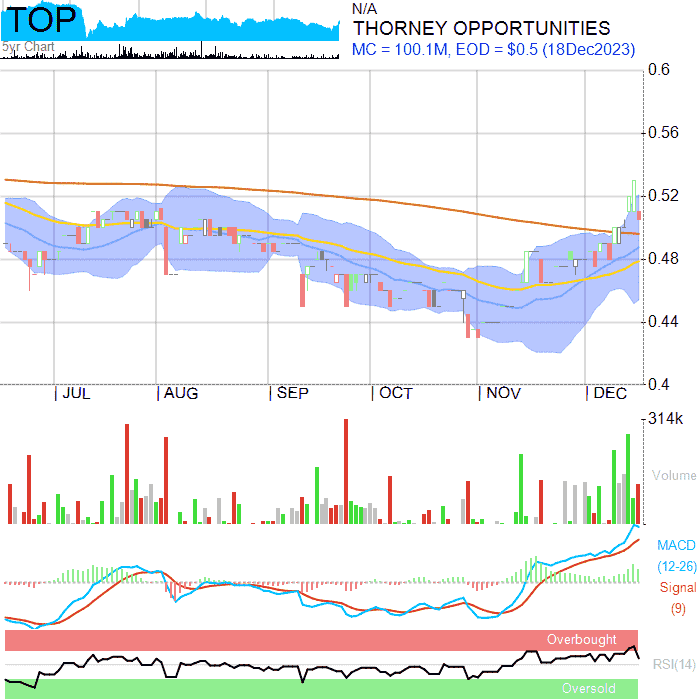 TOP
5yr Chart
N/A
THORNEY OPPORTUNITIES
MC = 100.1M, EOD = $0.5 (18Dec2023)
0.6
0.56
0.52
0.48
0.44
0.4
| JUL | AUG | SEP | OCT | NOV | DEC
314k
Volume
MACD
(12-26)
Signal
(9)
Overbought
RSI(14)
Oversold